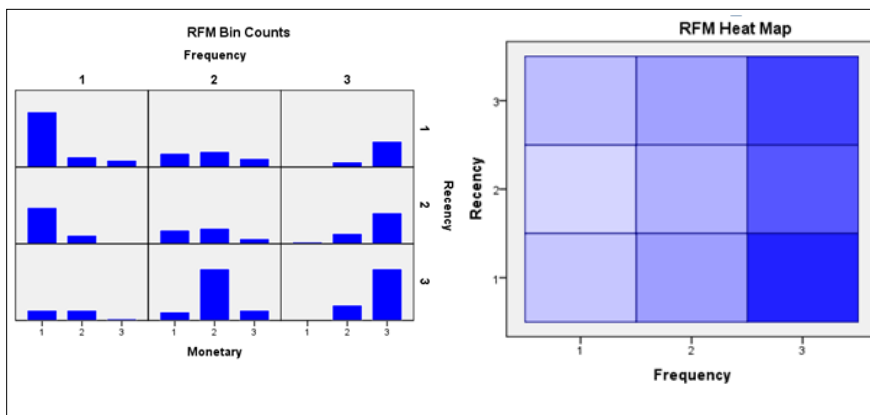 RFM Bin Counts
Frequency
1 2 3
1
2
3
Recency
1 2 3 1 2 3 1 2 3
Monetary
RFM Heat Map
3
2
1
Recency
1 2 3
Frequency